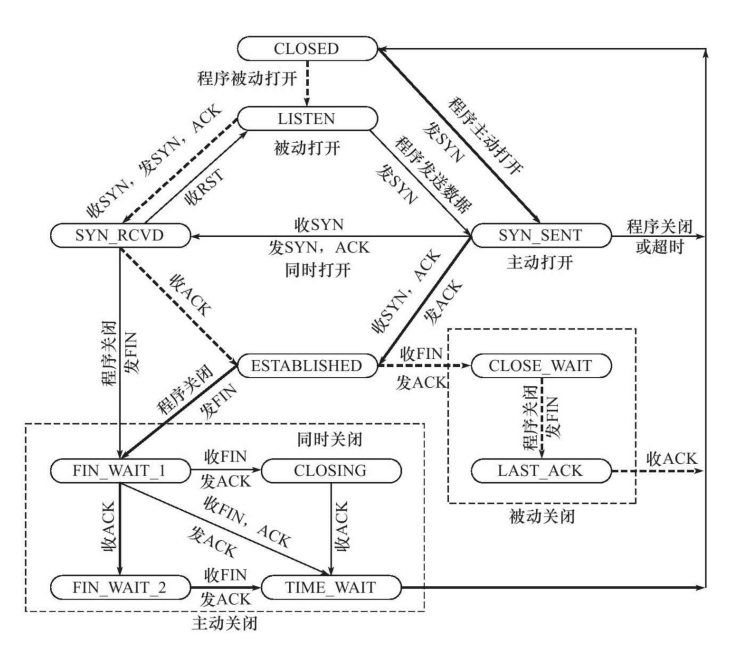 CLOSED
程序被动打开
LISTEN
被动打开
收SYN，发SYN，ACK
收RST
程序发送数据
发SYN
程序主动打开
发SYN
SYN_RCVD
收SYN
发SYN，ACK
同时打开
SYN_SENT
主动打开
程序关闭
或超时
收ACK
收SYN，ACK
发ACK
程序关闭
发FIN
ESTABLISHED
收FIN
发ACK
CLOSE_WAIT
程序关闭
发FIN
程序关闭
发FIN
LAST_ACK
收ACK
被动关闭
同时关闭
FIN_WAIT_1
收FIN
发ACK
CLOSING
收ACK
收FIN，ACK
发ACK
收ACK
FIN_WAIT_2
收FIN
发ACK
TIME_WAIT
主动关闭